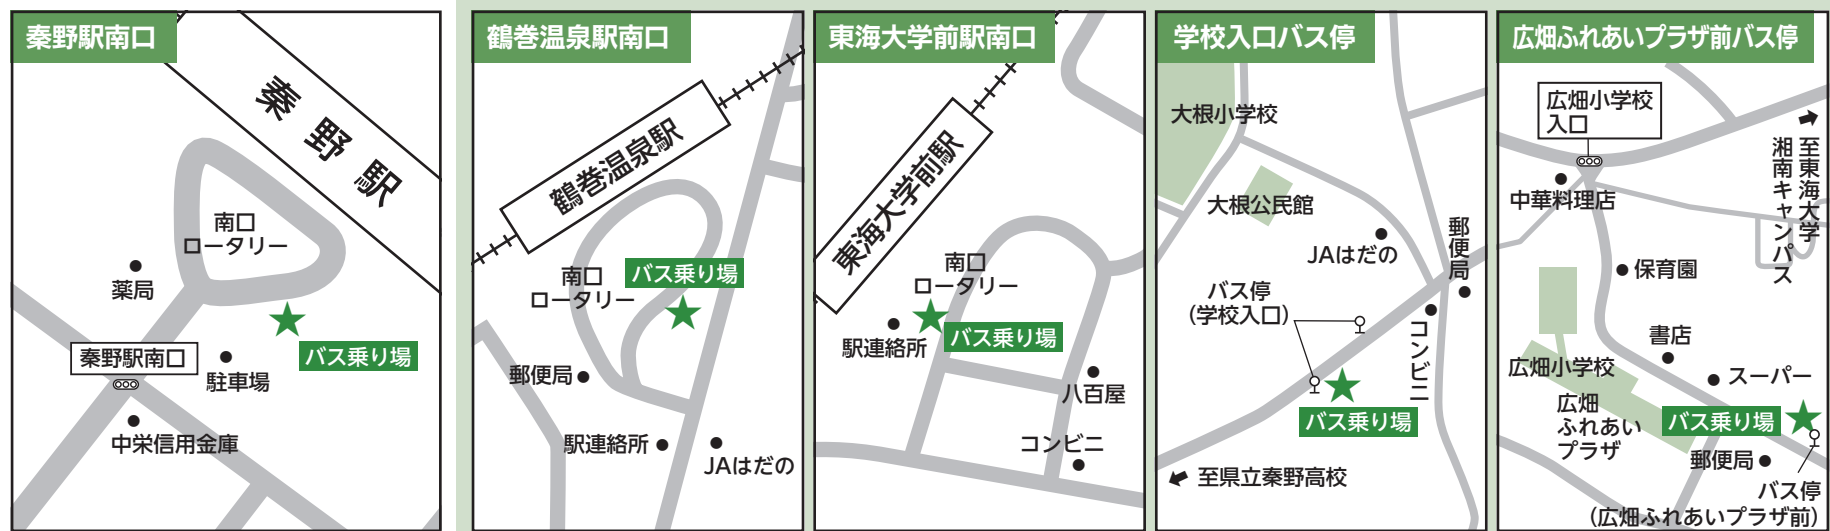 秦野駅南口
秦野駅
南口
ロータリー
薬局
秦野駅南口
バス乗り場
駐車場
中栄信用金庫
鶴巻温泉駅南口
鶴巻温泉駅
南口
ロータリー
バス乗り場
郵便局
駅連絡所
JAはだの
東海大学前駅南口
東海大学前駅
南口
ロータリー
駅連絡所
バス乗り場
八百屋
コンビニ
学校入口バス停
大根小学校
大根公民館
JAはだの
郵便局
バス停
（学校入口）
コンビニ
バス乗り場
至県立秦野高校
広畑ふれあいプラザ前バス停
広畑小学校
入口
至東海大学
湘南キャンパス
中華料理店
保育園
書店
広畑小学校
スーパー
広畑
ふれあい
プラザ
バス乗り場
郵便局
バス停
（広畑ふれあいプラザ前）